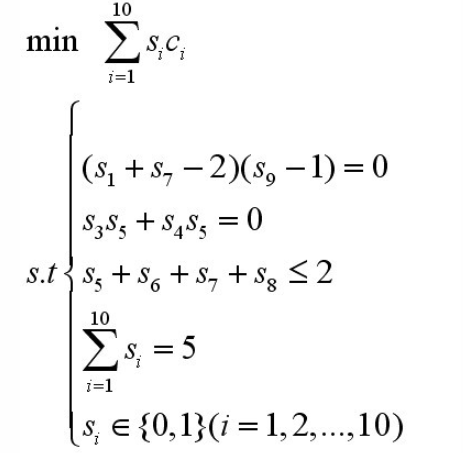 min ∑_{i=1}^{10} s_i c_i
s.t {
(s_1 + s_7 − 2)(s_9 − 1) = 0
s_3 s_5 + s_4 s_5 = 0
s_5 + s_6 + s_7 + s_8 ≤ 2
∑_{i=1}^{10} s_i = 5
s_i ∈ {0,1}(i = 1,2,...,10)